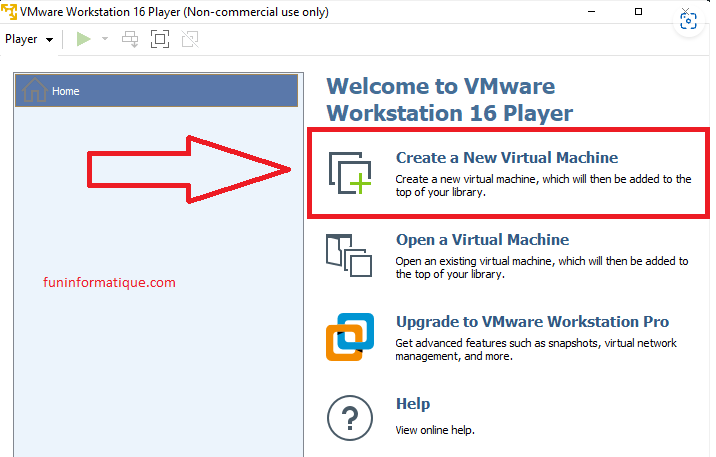 VMware Workstation 16 Player (Non-commercial use only)
Player
Home
Welcome to VMware
Workstation 16 Player
Create a New Virtual Machine
Create a new virtual machine, which will then be added to the
top of your library.
Open a Virtual Machine
Open an existing virtual machine, which will then be added to
the top of your library.
funinformatique.com
Upgrade to VMware Workstation Pro
Get advanced features such as snapshots, virtual network
management, and more.
Help
View online help.